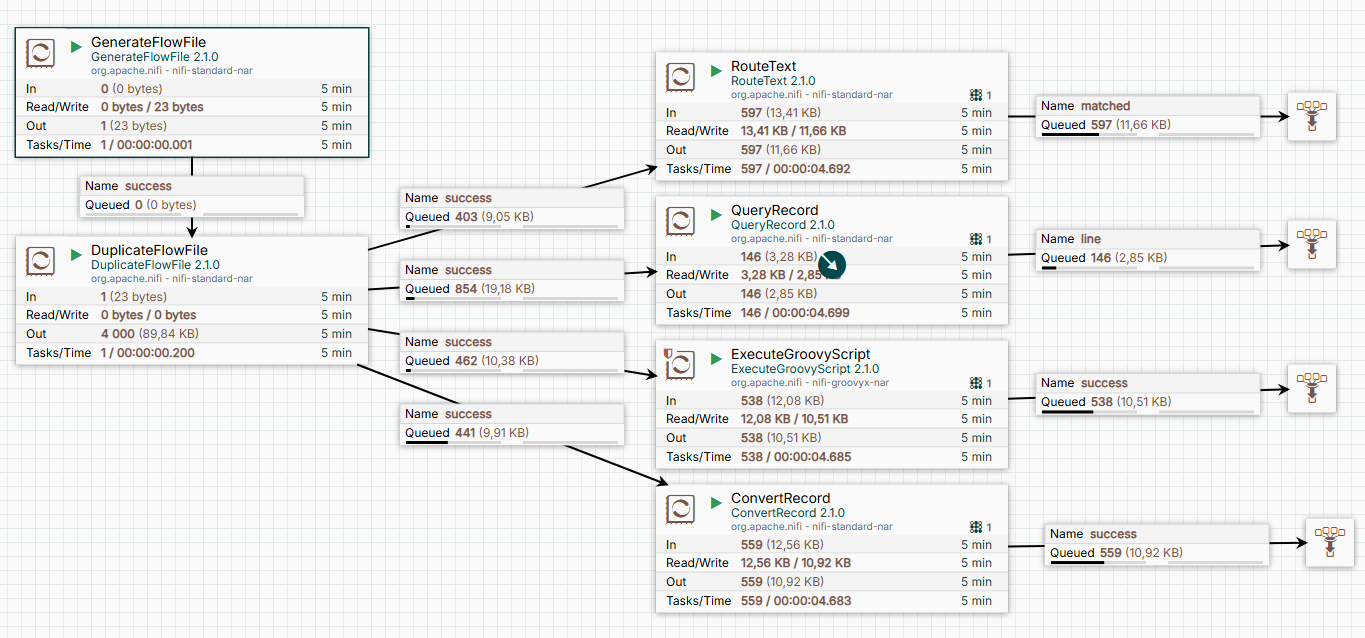 GenerateFlowFile
GenerateFlowFile 2.1.0
org.apache.nifi - nifi-standard-nar
In 0 (0 bytes) 5 min
Read/Write 0 bytes / 23 bytes 5 min
Out 1 (23 bytes) 5 min
Tasks/Time 1 / 00:00:00.001 5 min
Name success
Queued 0 (0 bytes)
DuplicateFlowFile
DuplicateFlowFile 2.1.0
org.apache.nifi - nifi-standard-nar
In 1 (23 bytes) 5 min
Read/Write 0 bytes / 0 bytes 5 min
Out 4 000 (89,84 KB) 5 min
Tasks/Time 1 / 00:00:00.200 5 min
Name success
Queued 403 (9,05 KB)
Name success
Queued 854 (19,18 KB)
Name success
Queued 462 (10,38 KB)
Name success
Queued 441 (9,91 KB)
RouteText
RouteText 2.1.0
org.apache.nifi - nifi-standard-nar
1
In 597 (13,41 KB) 5 min
Read/Write 13,41 KB / 11,66 KB 5 min
Out 597 (11,66 KB) 5 min
Tasks/Time 597 / 00:00:04.692 5 min
Name matched
Queued 597 (11,66 KB)
QueryRecord
QueryRecord 2.1.0
org.apache.nifi - nifi-standard-nar
1
In 146 (3,28 KB) 5 min
Read/Write 3,28 KB / 2,85 5 min
Out 146 (2,85 KB) 5 min
Tasks/Time 146 / 00:00:04.699 5 min
Name line
Queued 146 (2,85 KB)
ExecuteGroovyScript
ExecuteGroovyScript 2.1.0
org.apache.nifi - nifi-groovyx-nar
1
In 538 (12,08 KB) 5 min
Read/Write 12,08 KB / 10,51 KB 5 min
Out 538 (10,51 KB) 5 min
Tasks/Time 538 / 00:00:04.685 5 min
Name success
Queued 538 (10,51 KB)
ConvertRecord
ConvertRecord 2.1.0
org.apache.nifi - nifi-standard-nar
1
In 559 (12,56 KB) 5 min
Read/Write 12,56 KB / 10,92 KB 5 min
Out 559 (10,92 KB) 5 min
Tasks/Time 559 / 00:00:04.683 5 min
Name success
Queued 559 (10,92 KB)